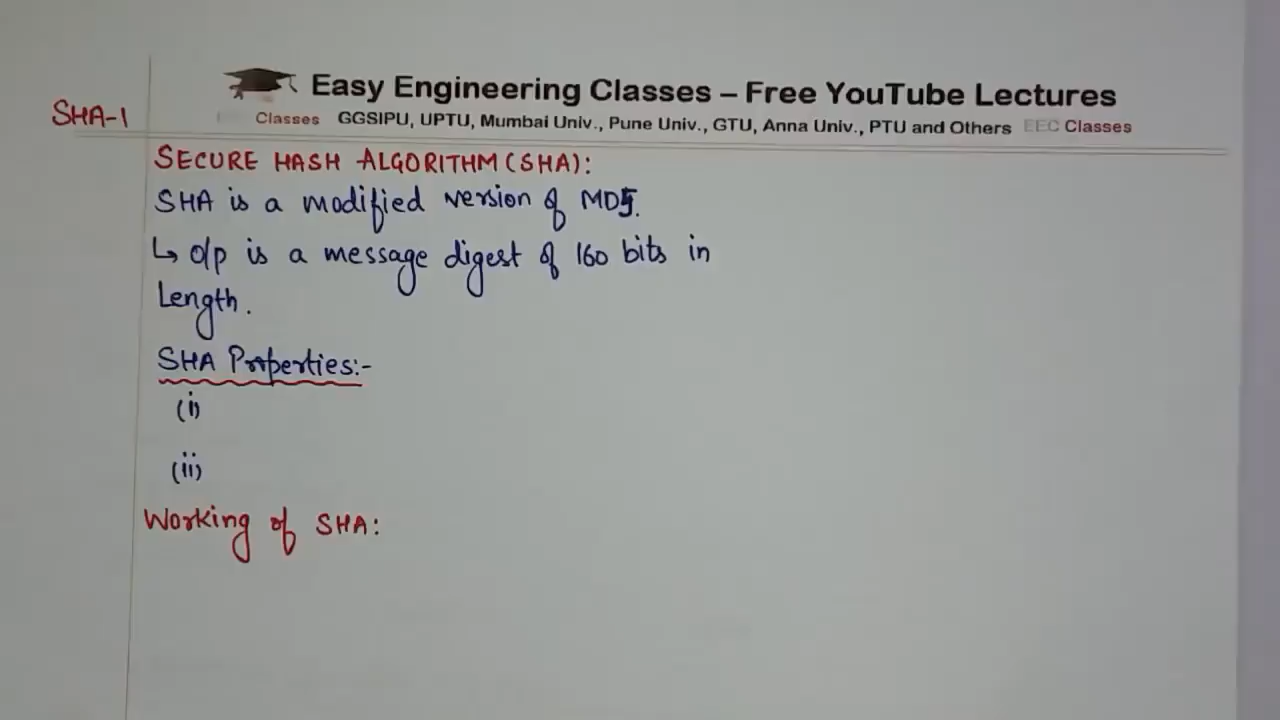 Easy Engineering Classes – Free YouTube Lectures
SHA-1
Classes GGSIPU, UPTU, Mumbai Univ., Pune Univ., GTU, Anna Univ., PTU and Others EEC Classes
SECURE HASH ALGORITHM (SHA):
SHA is a modified version of MD5.
↳ o/p is a message digest of 160 bits in
Length.
SHA Properties:-
(i)
(ii)
Working of SHA: